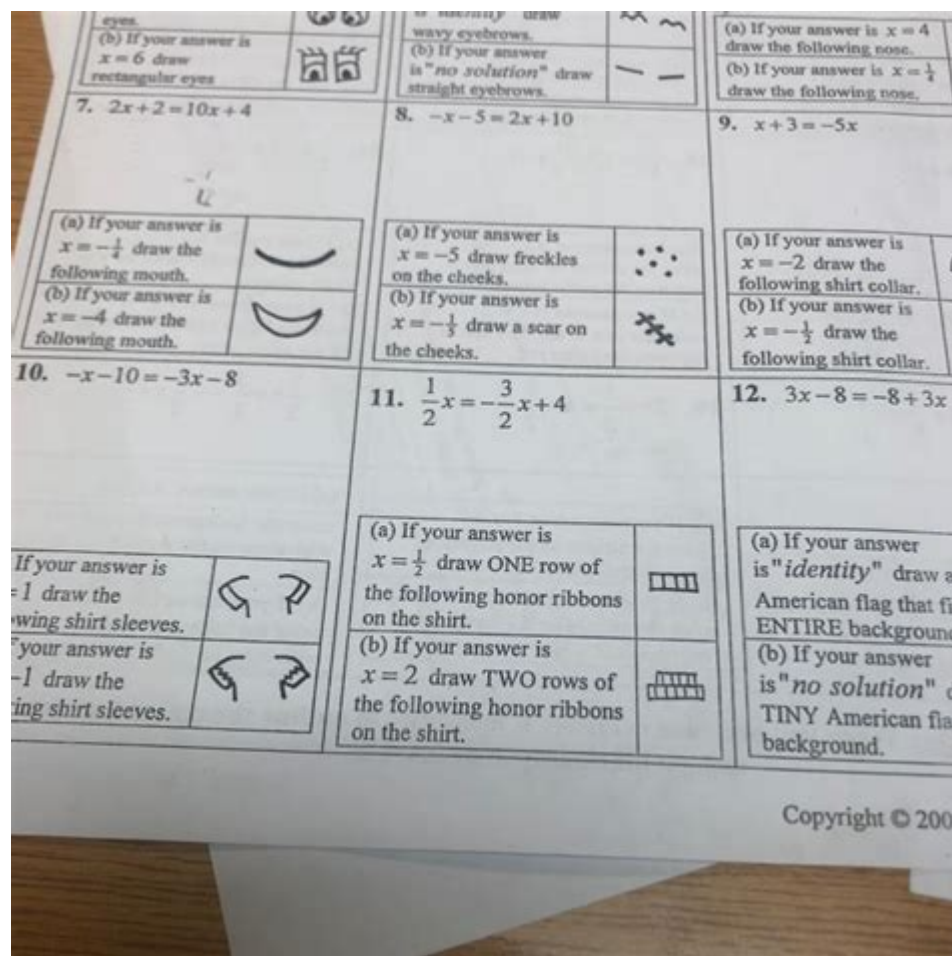 eyes.
(b) If your answer is
x = 6 draw
rectangular eyes
draw
wavy eyebrows.
(b) If your answer
is "no solution" draw
straight eyebrows.
(a) If your answer is x = 4
draw the following nose.
(b) If your answer is x = 1/4
draw the following nose.
7. 2x + 2 = 10x + 4
(a) If your answer is
x = -1/4 draw the
following mouth.
(b) If your answer is
x = -4 draw the
following mouth.
8. -x - 5 = 2x + 10
(a) If your answer is
x = -5 draw freckles
on the cheeks.
(b) If your answer is
x = -1/5 draw a scar on
the cheeks.
9. x + 3 = -5x
(a) If your answer is
x = -2 draw the
following shirt collar.
(b) If your answer is
x = -1/2 draw the
following shirt collar.
10. -x - 10 = -3x - 8
If your answer is
= 1 draw the
wing shirt sleeves.
your answer is
-1 draw the
ing shirt sleeves.
11. 1/2 x = -3/2 x + 4
(a) If your answer is
x = 1/2 draw ONE row of
the following honor ribbons
on the shirt.
(b) If your answer is
x = 2 draw TWO rows of
the following honor ribbons
on the shirt.
12. 3x - 8 = -8 + 3x
(a) If your answer
is "identity" draw a
American flag that fi
ENTIRE backgroun
(b) If your answer
is "no solution"
TINY American fla
background.
Copyright © 200